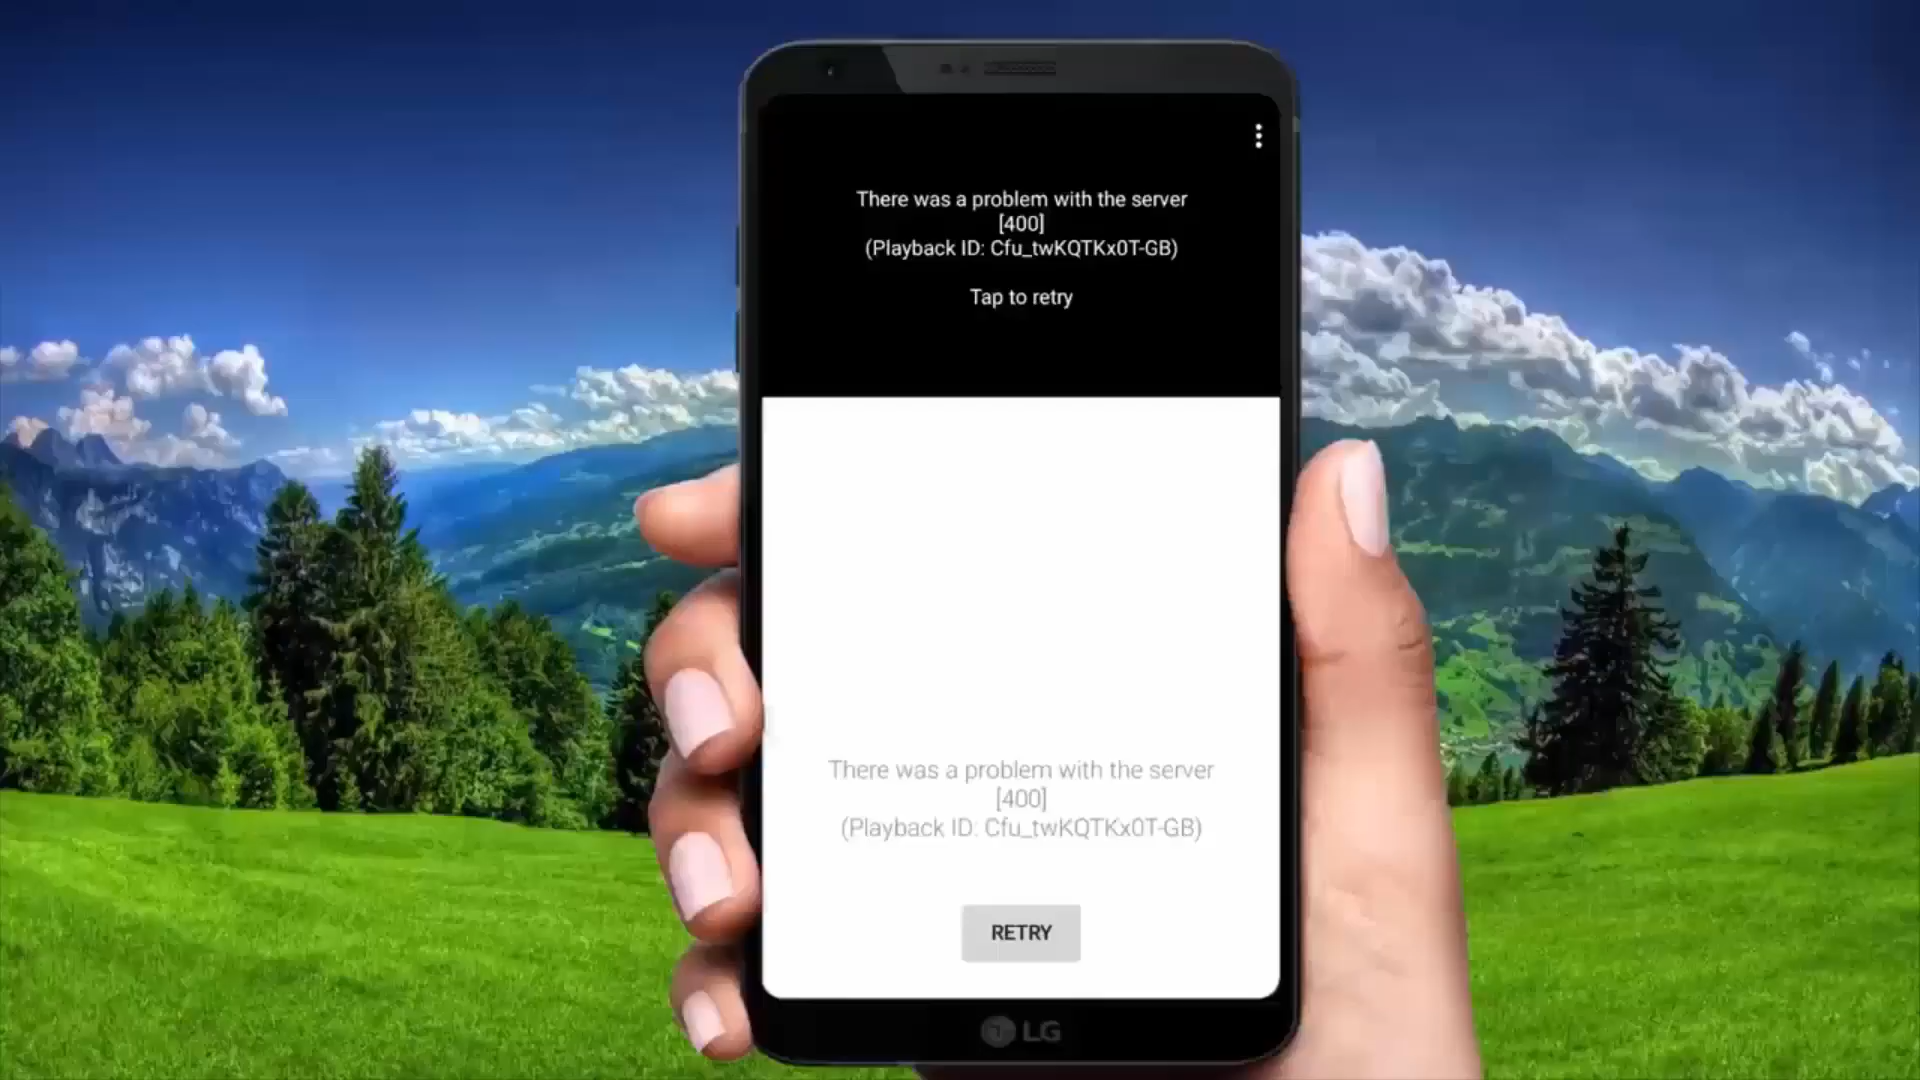 There was a problem with the server
[400]
(Playback ID: Cfu_twKQTKx0T-GB)
Tap to retry
There was a problem with the server
[400]
(Playback ID: Cfu_twKQTKx0T-GB)
RETRY
LG